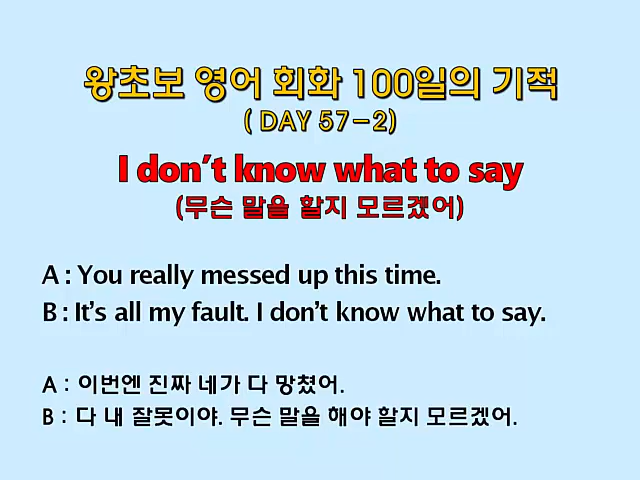 왕초보 영어 회화 100일의 기적
( DAY 57-2)
I don't know what to say
(무슨 말을 할지 모르겠어)
A : You really messed up this time.
B : It's all my fault. I don't know what to say.
A : 이번엔 진짜 네가 다 망쳤어.
B : 다 내 잘못이야. 무슨 말을 해야 할지 모르겠어.